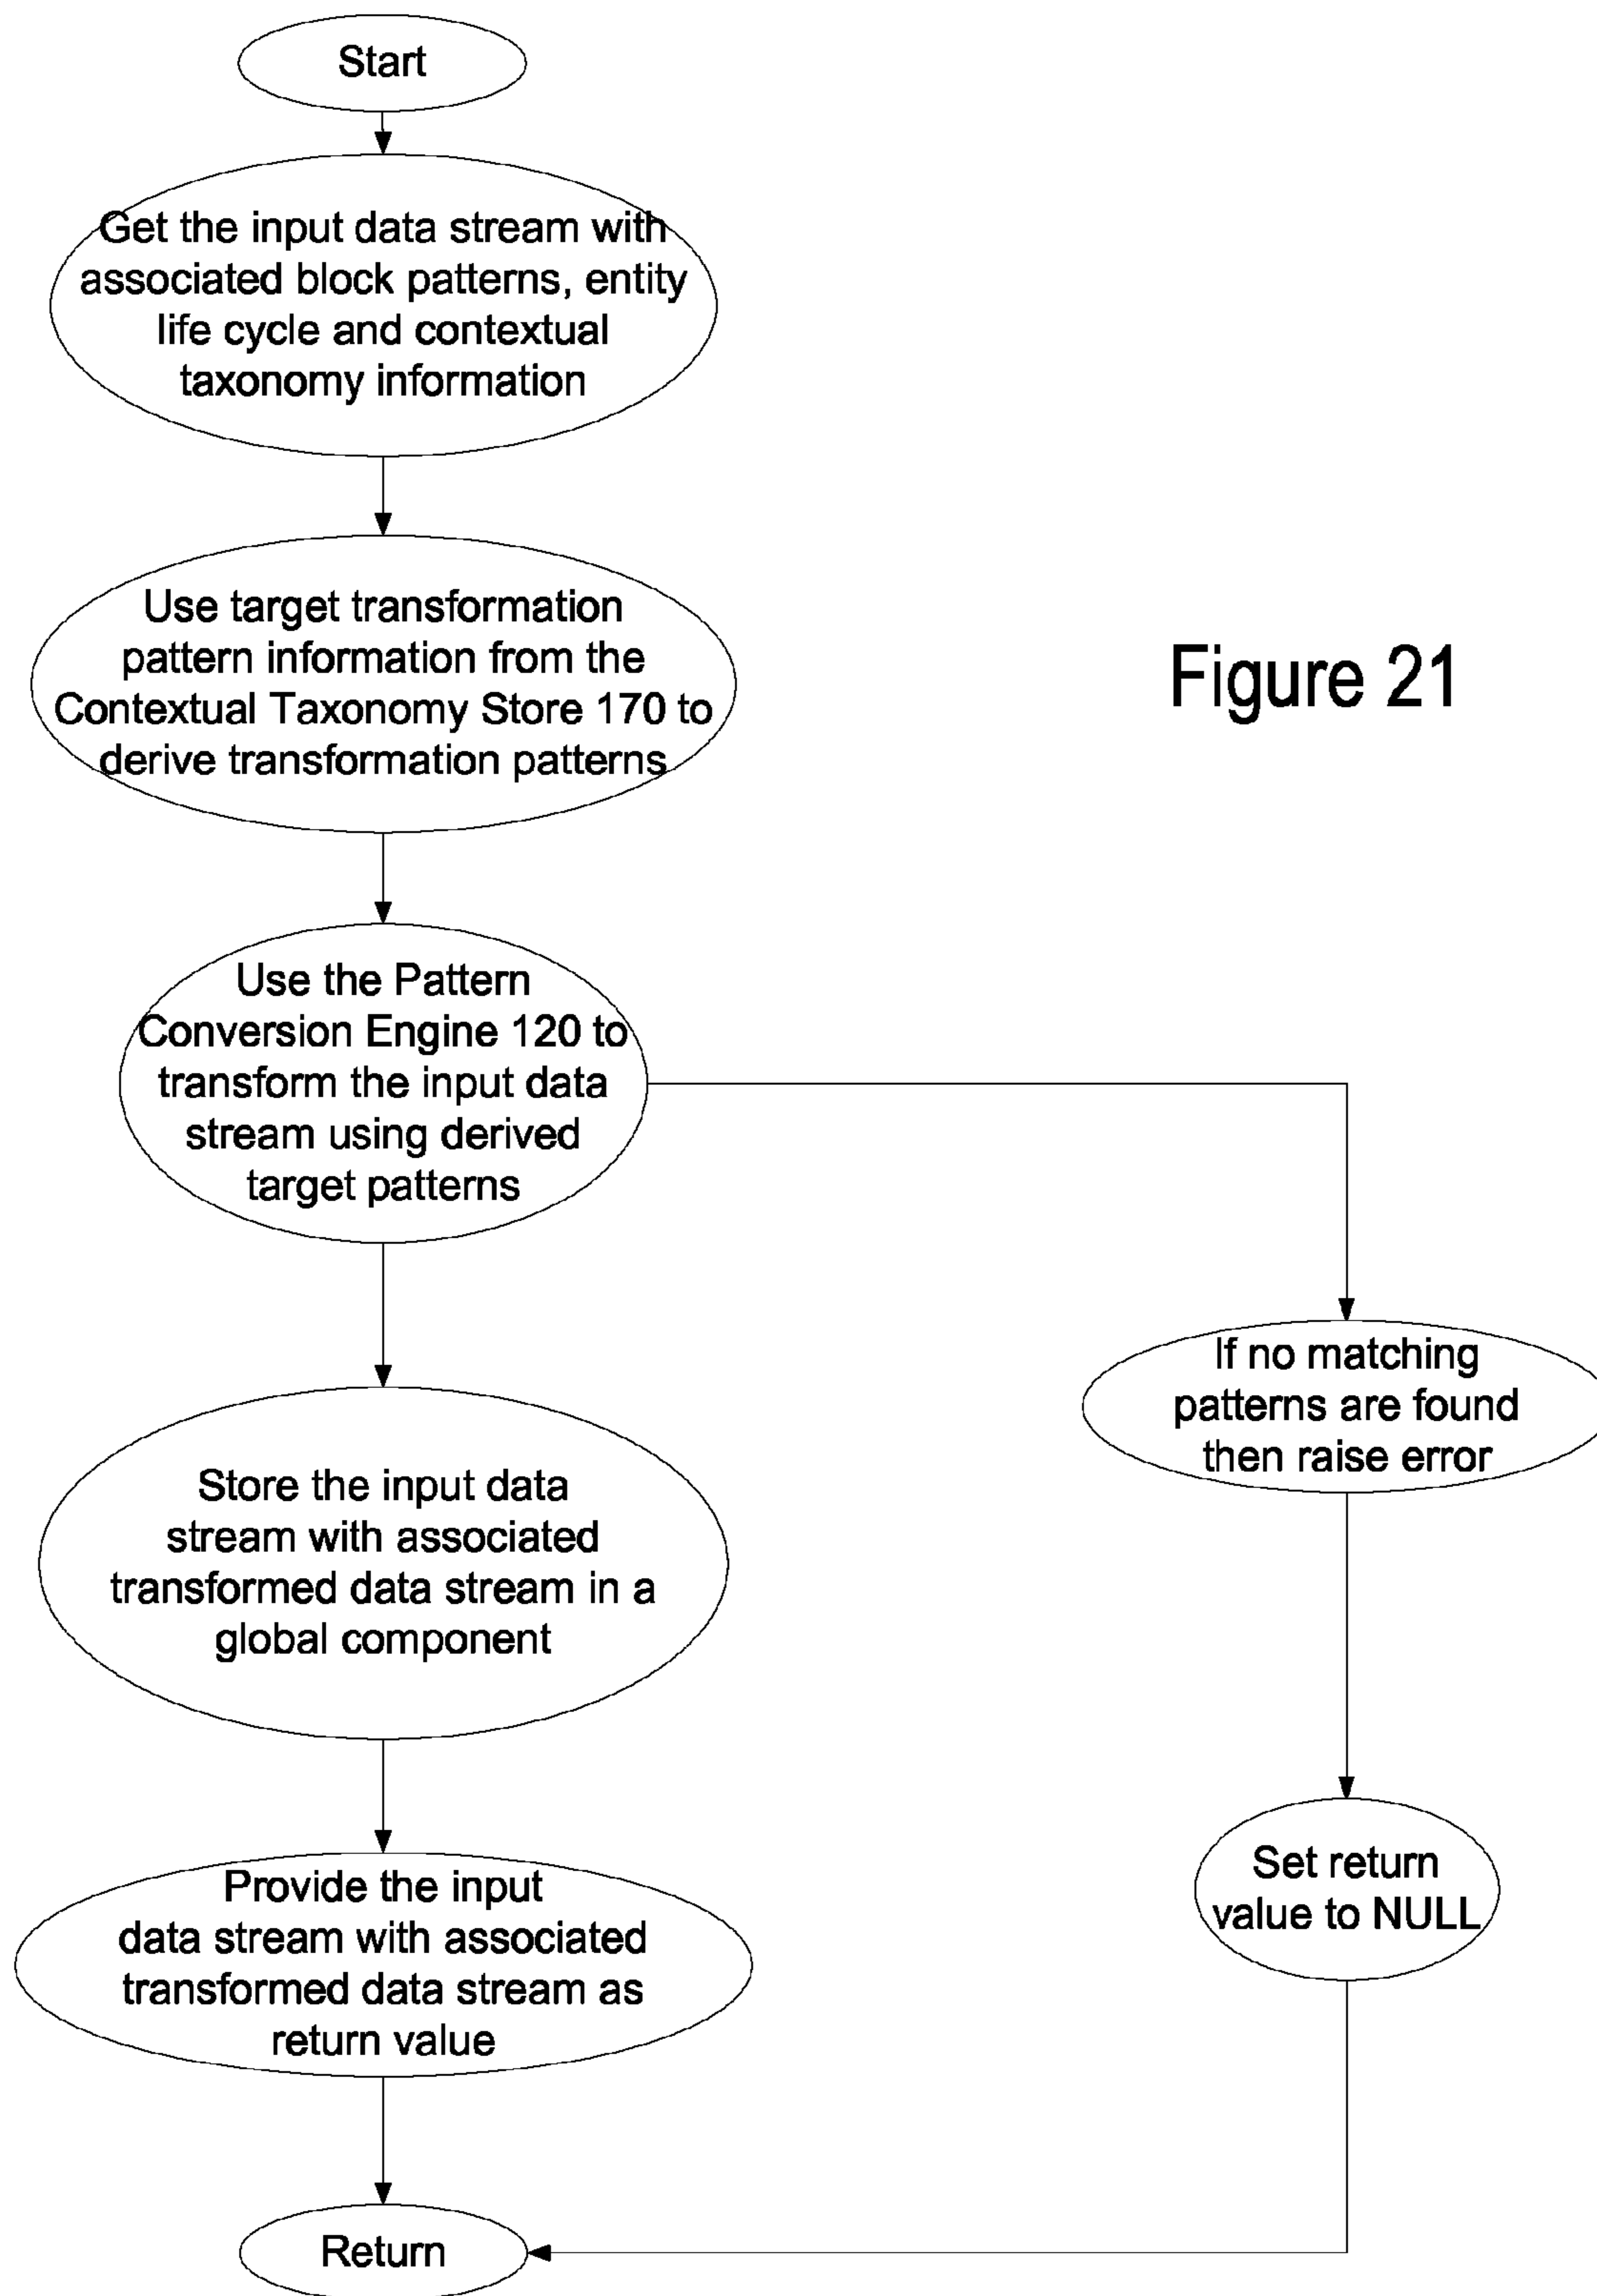 Start
Get the input data stream with
associated block patterns, entity
life cycle and contextual
taxonomy information
Use target transformation
pattern information from the
Contextual Taxonomy Store 170 to
derive transformation patterns
Figure 21
Use the Pattern
Conversion Engine 120 to
transform the input data
stream using derived
target patterns
If no matching
patterns are found
then raise error
Store the input data
stream with associated
transformed data stream in a
global component
Set return
value to NULL
Provide the input
data stream with associated
transformed data stream as
return value
Return